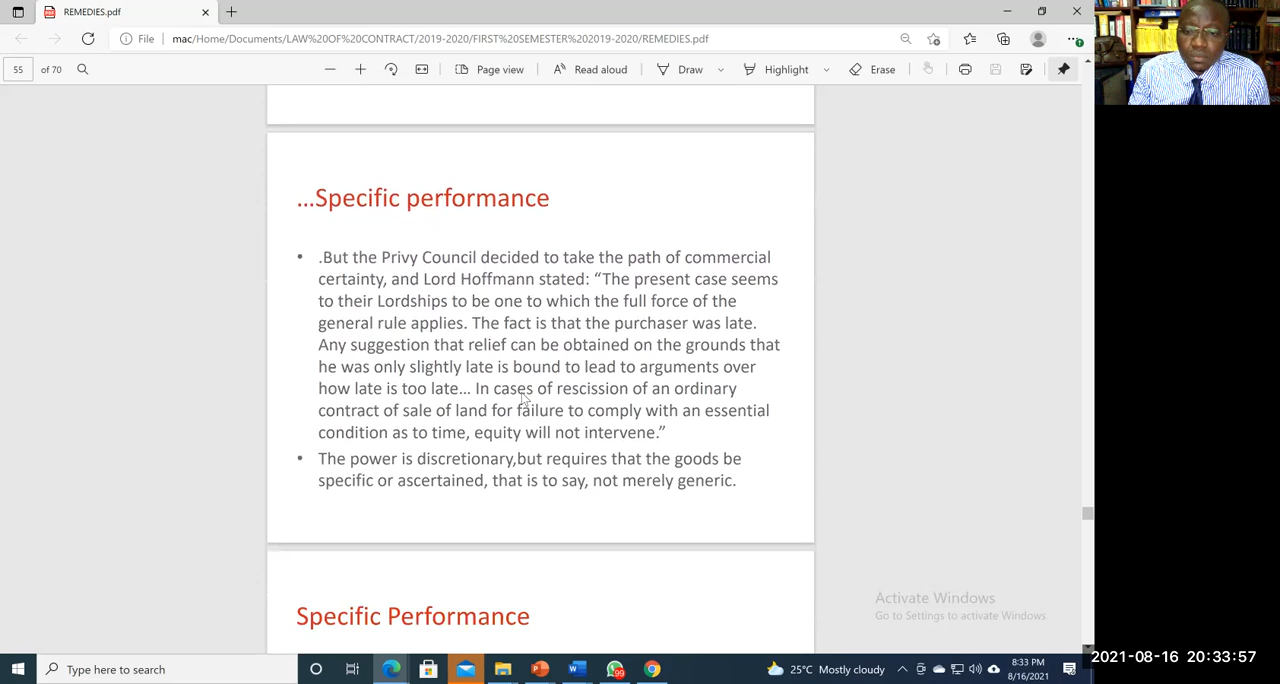 REMEDIES.pdf
File
mac/Home/Documents/LAW%20OF%20CONTRACT/2019-2020/FIRST%20SEMESTER%202019-2020/REMEDIES.pdf
55 of 70
Page view
Read aloud
Draw
Highlight
Erase
...Specific performance
• .But the Privy Council decided to take the path of commercial
certainty, and Lord Hoffmann stated: “The present case seems
to their Lordships to be one to which the full force of the
general rule applies. The fact is that the purchaser was late.
Any suggestion that relief can be obtained on the grounds that
he was only slightly late is bound to lead to arguments over
how late is too late... In cases of rescission of an ordinary
contract of sale of land for failure to comply with an essential
condition as to time, equity will not intervene.”
• The power is discretionary,but requires that the goods be
specific or ascertained, that is to say, not merely generic.
Specific Performance
Activate Windows
Go to Settings to activate Windows.
Type here to search
99
25°C Mostly cloudy
8:33 PM
8/16/2021
2021-08-16 20:33:57